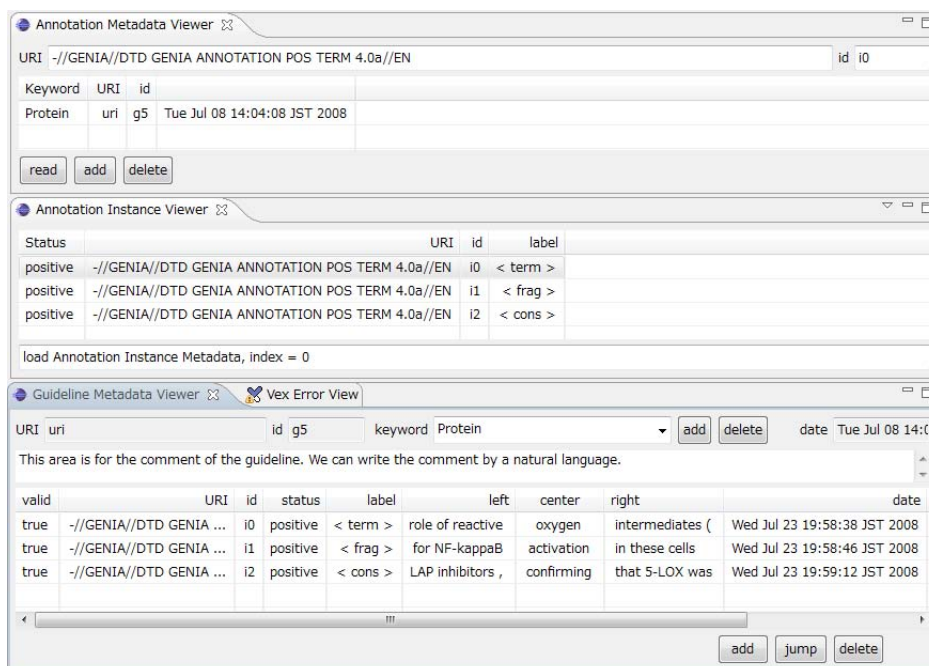 Annotation Metadata Viewer
URI -//GENIA//DTD GENIA ANNOTATION POS TERM 4.0a//EN id i0
Keyword URI id
Protein uri g5 Tue Jul 08 14:04:08 JST 2008
read add delete
Annotation Instance Viewer
Status URI id label
positive -//GENIA//DTD GENIA ANNOTATION POS TERM 4.0a//EN i0 < term >
positive -//GENIA//DTD GENIA ANNOTATION POS TERM 4.0a//EN i1 < frag >
positive -//GENIA//DTD GENIA ANNOTATION POS TERM 4.0a//EN i2 < cons >
load Annotation Instance Metadata, index = 0
Guideline Metadata Viewer Vex Error View
URI uri id g5 keyword Protein add delete date Tue Jul 08 14:0
This area is for the comment of the guideline. We can write the comment by a natural language.
valid URI id status label left center right date
true -//GENIA//DTD GENIA ... i0 positive < term > role of reactive oxygen intermediates ( Wed Jul 23 19:58:38 JST 2008
true -//GENIA//DTD GENIA ... i1 positive < frag > for NF-kappaB activation in these cells Wed Jul 23 19:58:46 JST 2008
true -//GENIA//DTD GENIA ... i2 positive < cons > LAP inhibitors , confirming that 5-LOX was Wed Jul 23 19:59:12 JST 2008
add jump delete